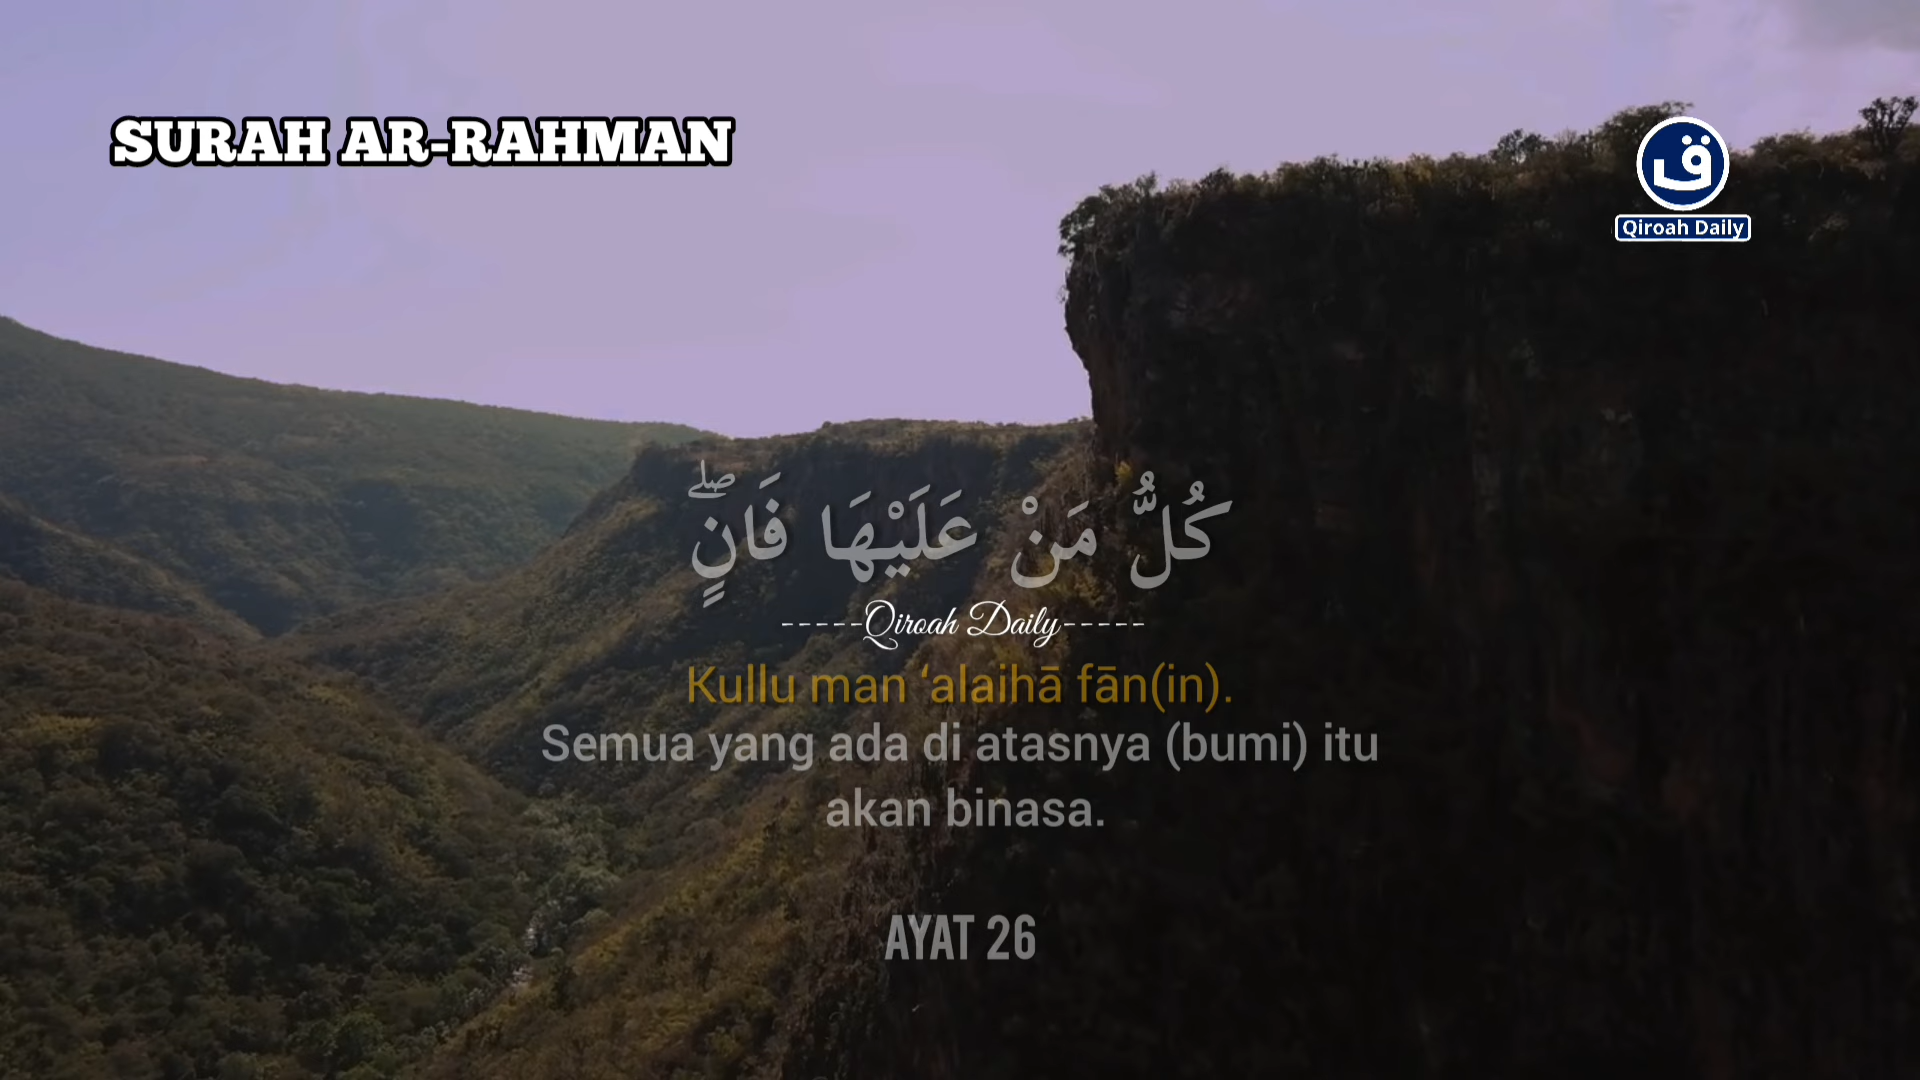 SURAH AR-RAHMAN
ق
Qiroah Daily
كُلُّ مَنْ عَلَيْهَا فَانٍۖ
-----Qiroah Daily-----
Kullu man ‘alaihā fān(in).
Semua yang ada di atasnya (bumi) itu
akan binasa.
AYAT 26